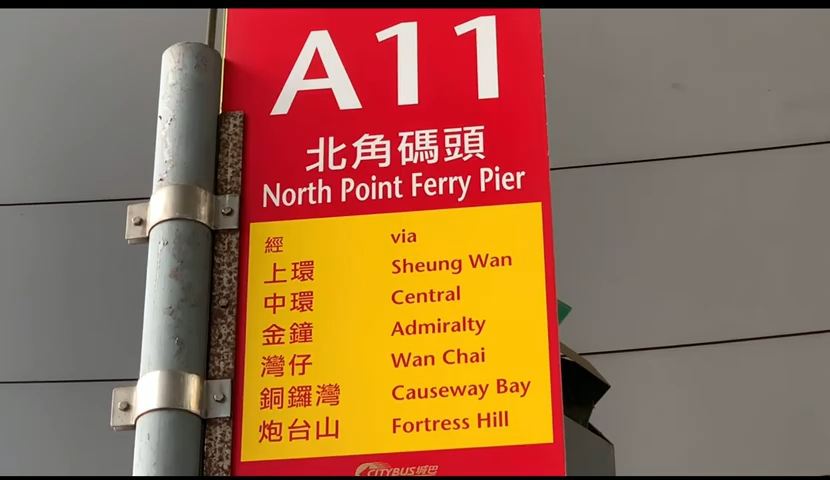 A11
北角碼頭
North Point Ferry Pier
經 via
上環 Sheung Wan
中環 Central
金鐘 Admiralty
灣仔 Wan Chai
銅鑼灣 Causeway Bay
炮台山 Fortress Hill
CITYBUS 城巴